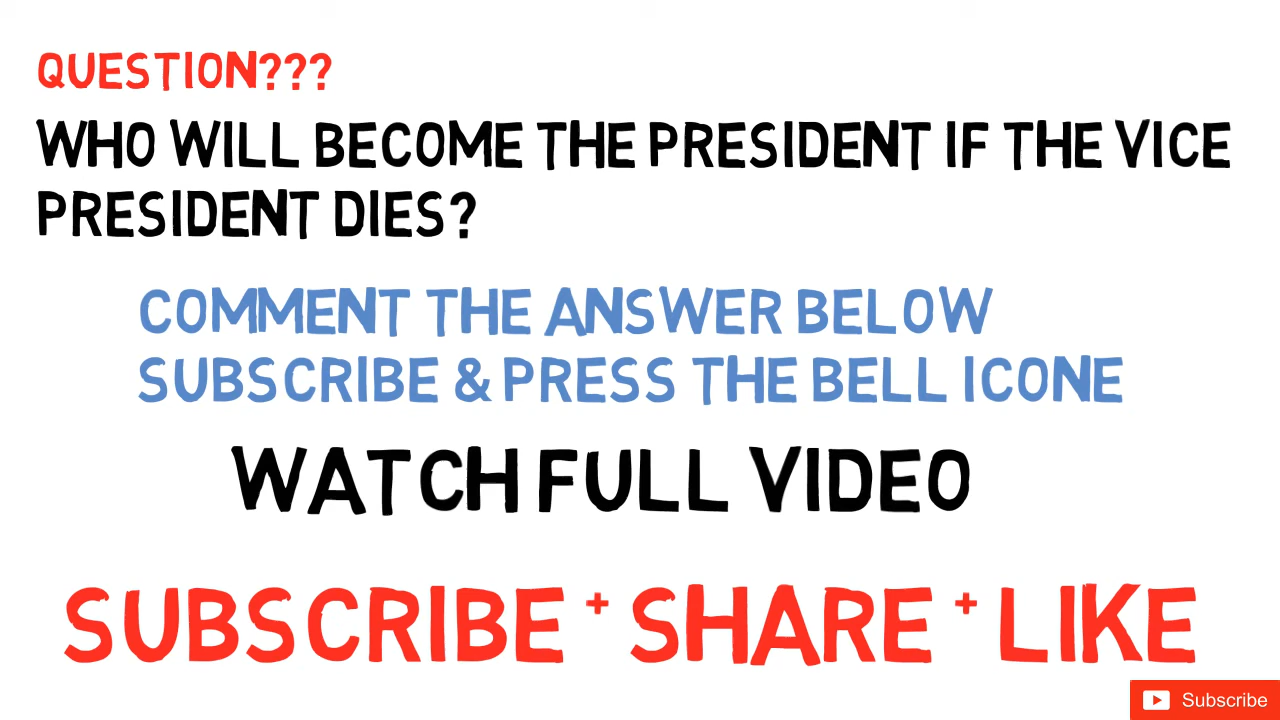 QUESTION???
WHO WILL BECOME THE PRESIDENT IF THE VICE
PRESIDENT DIES?
COMMENT THE ANSWER BELOW
SUBSCRIBE & PRESS THE BELL ICONE
WATCH FULL VIDEO
SUBSCRIBE + SHARE + LIKE
Subscribe